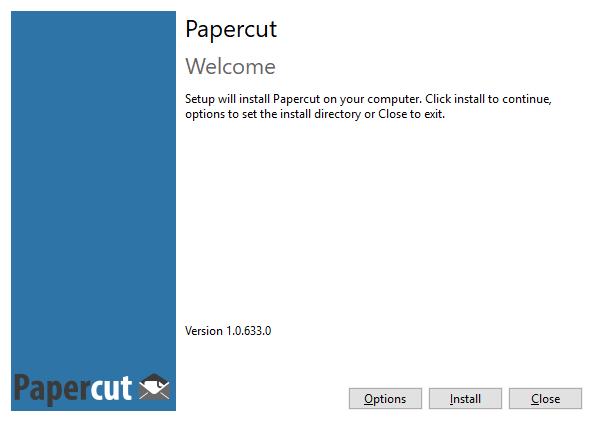 Papercut
Welcome
Setup will install Papercut on your computer. Click install to continue,
options to set the install directory or Close to exit.
Version 1.0.633.0
Papercut
Options
Install
Close